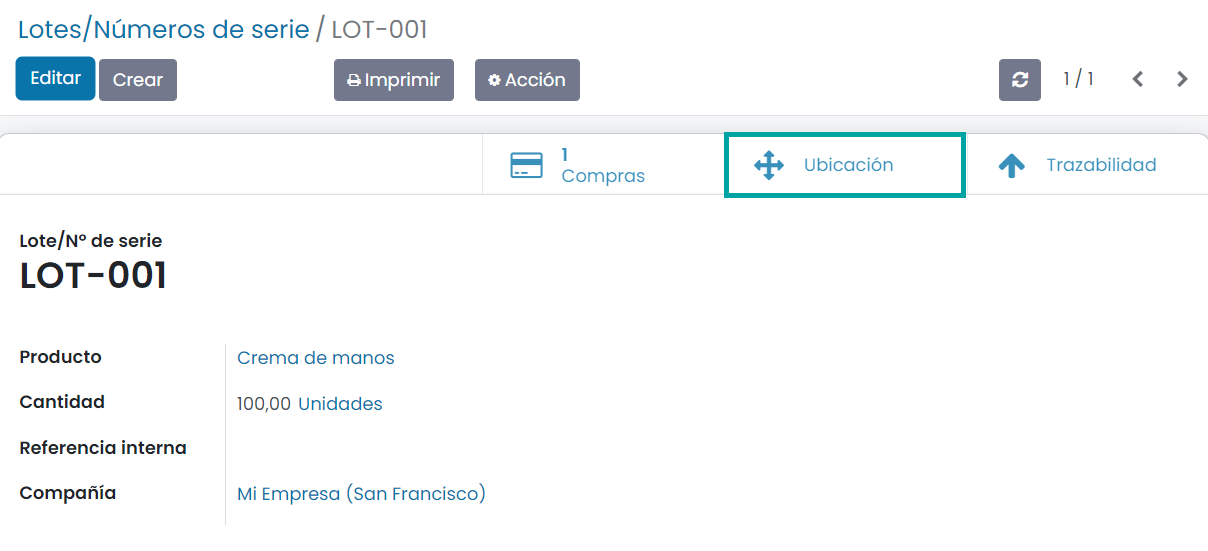 Lotes/Números de serie / LOT-001
Editar Crear Imprimir Acción 1 / 1
1
Compras Ubicación Trazabilidad
Lote/Nº de serie
LOT-001
Producto Crema de manos
Cantidad 100,00 Unidades
Referencia interna
Compañía Mi Empresa (San Francisco)